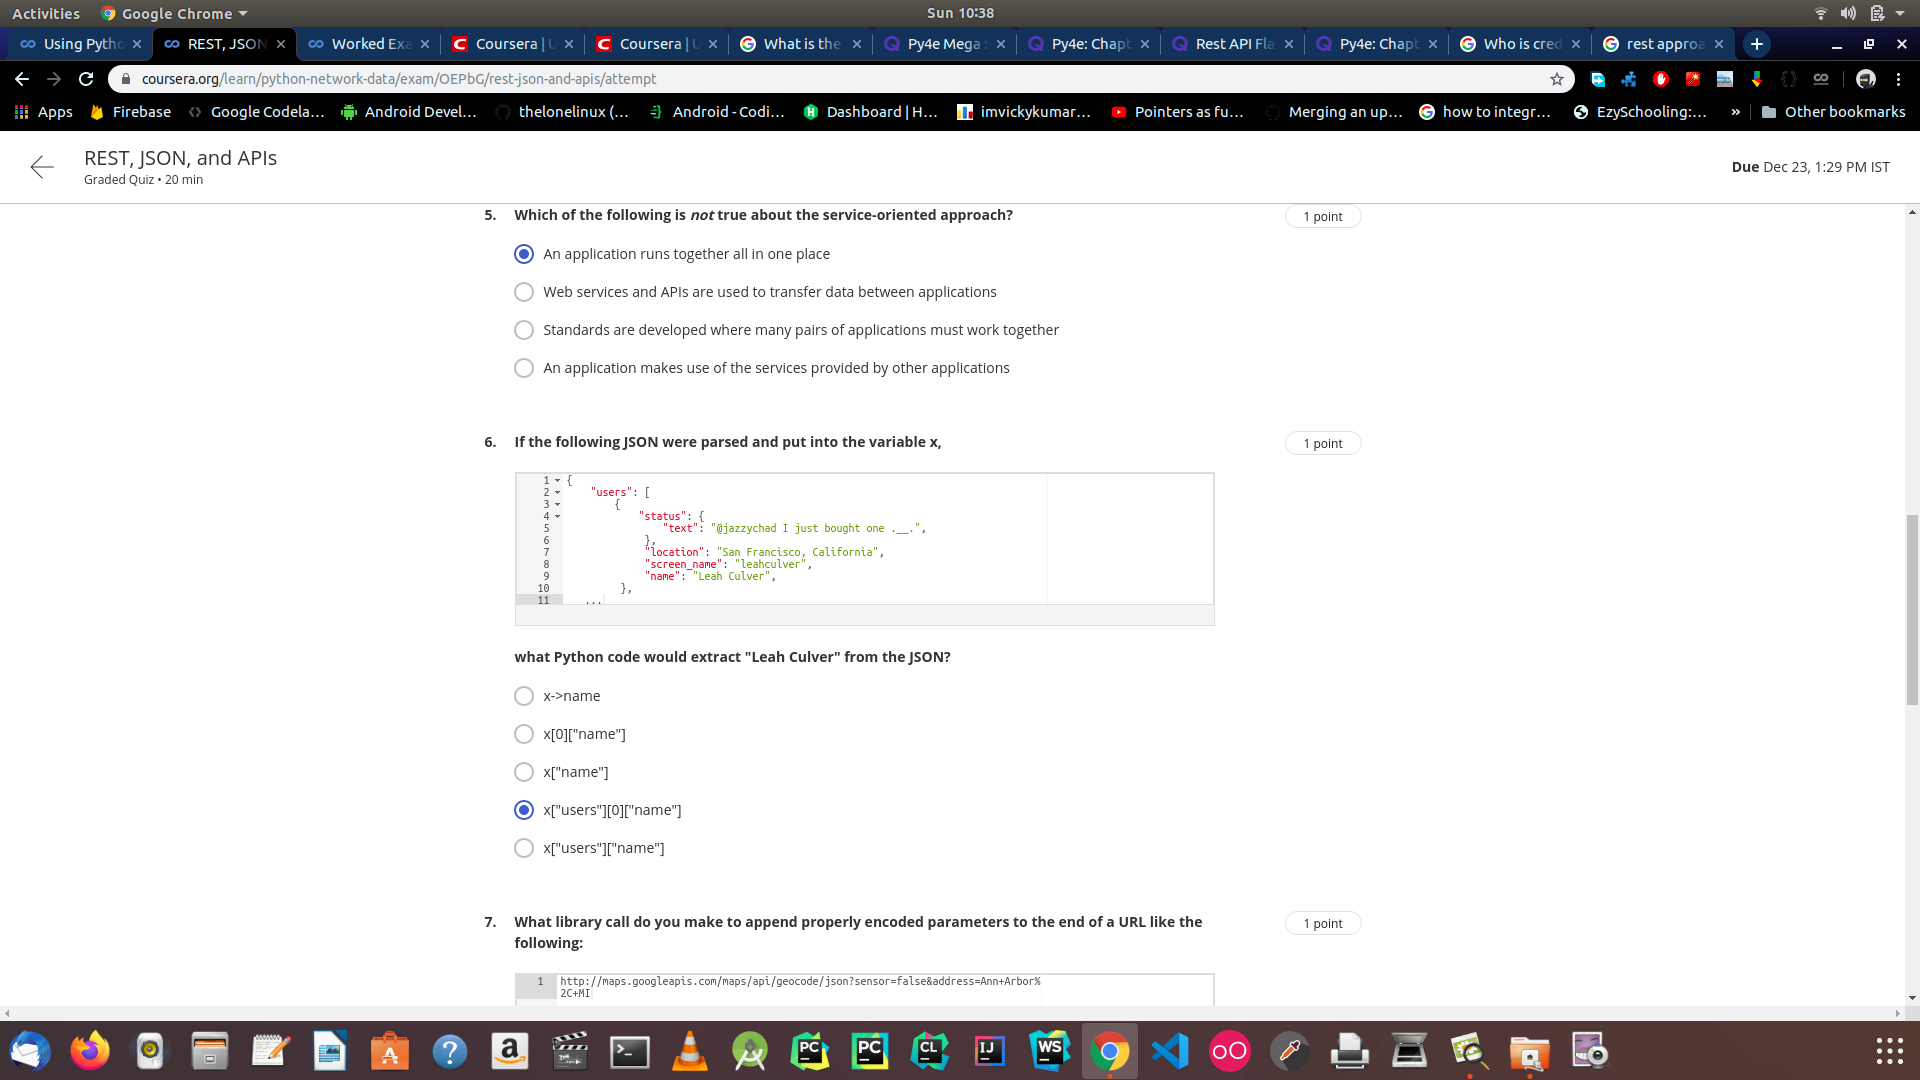 Activities
Google Chrome
Sun 10:38
Using Pytho
REST, JSON
Worked Exa
Coursera | U
Coursera | U
What is the
Py4e Mega
Py4e: Chapt
Rest API Fla
Py4e: Chapt
Who is cred
rest approa
coursera.org/learn/python-network-data/exam/OEPbG/rest-json-and-apis/attempt
Apps
Firebase
Google Codela...
Android Devel...
thelonelinux (...
Android - Codi...
Dashboard | H...
imvickykumar...
Pointers as fu...
Merging an up...
how to integr...
EzySchooling:...
»
Other bookmarks
REST, JSON, and APIs
Graded Quiz • 20 min
Due Dec 23, 1:29 PM IST
5. Which of the following is not true about the service-oriented approach?
1 point
An application runs together all in one place
Web services and APIs are used to transfer data between applications
Standards are developed where many pairs of applications must work together
An application makes use of the services provided by other applications
6. If the following JSON were parsed and put into the variable x,
1 point
1 {
2 "users": [
3 {
4 "status": {
5 "text": "@jazzychad I just bought one .__.",
6 },
7 "location": "San Francisco, California",
8 "screen_name": "leahculver",
9 "name": "Leah Culver",
10 },
11 ...
what Python code would extract "Leah Culver" from the JSON?
x->name
x[0]["name"]
x["name"]
x["users"][0]["name"]
x["users"]["name"]
7. What library call do you make to append properly encoded parameters to the end of a URL like the
following:
1 point
1 http://maps.googleapis.com/maps/api/geocode/json?sensor=false&address=Ann+Arbor%
2C+MI